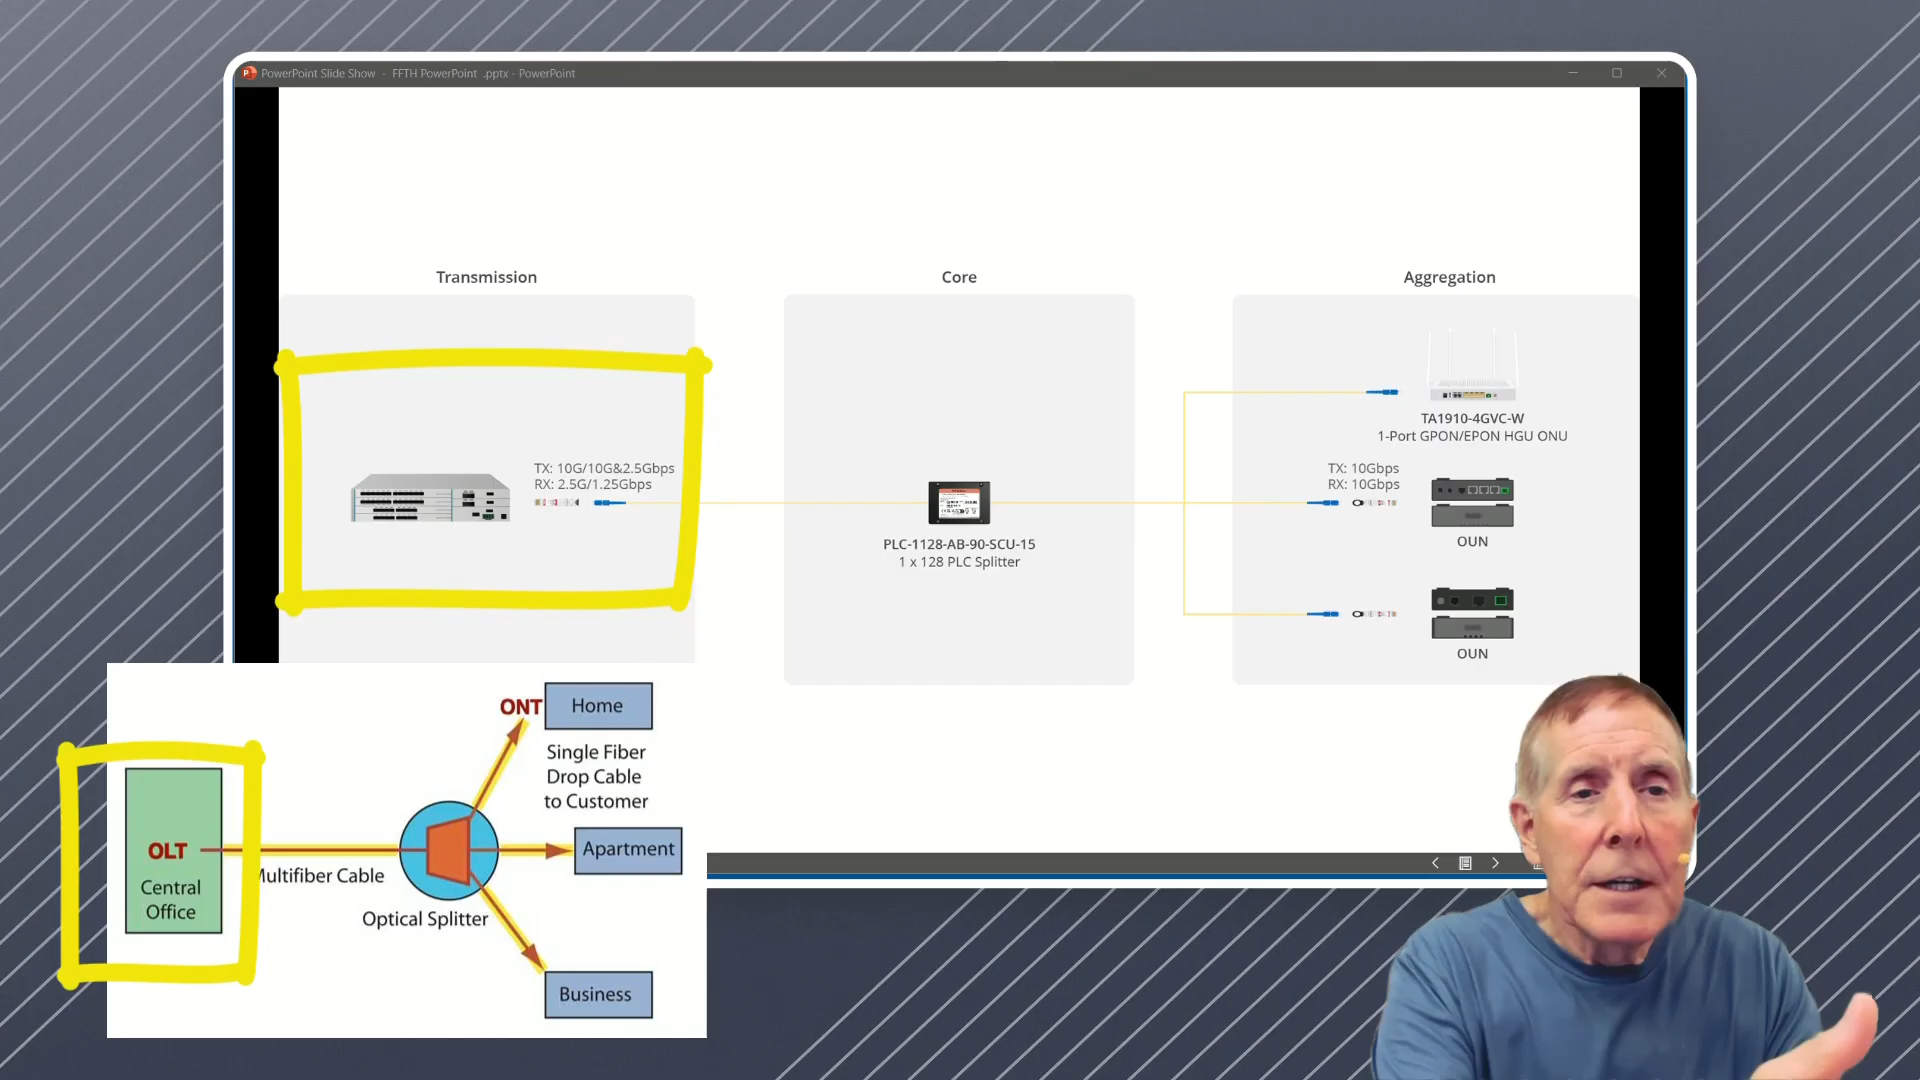 PowerPoint Slide Show - FFTH PowerPoint .pptx - PowerPoint
Transmission
Core
Aggregation
TX: 10G/10G&2.5Gbps
RX: 2.5G/1.25Gbps
PLC-1128-AB-90-SCU-15
1 x 128 PLC Splitter
TA1910-4GVC-W
1-Port GPON/EPON HGU ONU
TX: 10Gbps
RX: 10Gbps
OUN
OUN
ONT
Home
Single Fiber
Drop Cable
to Customer
OLT
Central
Office
Multifiber Cable
Optical Splitter
Apartment
Business